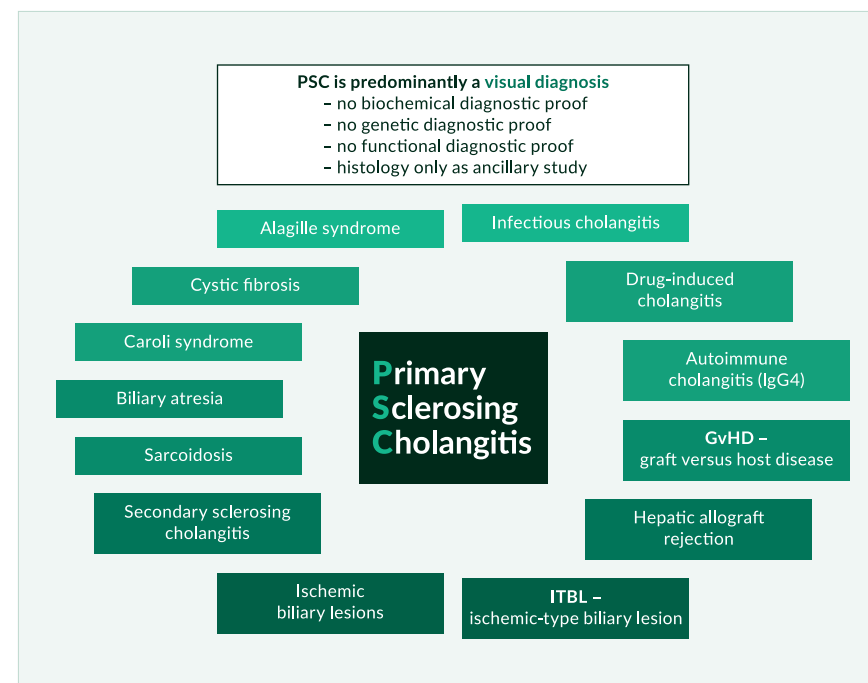 PSC is predominantly a visual diagnosis
– no biochemical diagnostic proof
– no genetic diagnostic proof
– no functional diagnostic proof
– histology only as ancillary study
Alagille syndrome
Infectious cholangitis
Cystic fibrosis
Drug-induced
cholangitis
Caroli syndrome
Primary
Sclerosing
Cholangitis
Autoimmune
cholangitis (IgG4)
Biliary atresia
GvHD –
graft versus host disease
Sarcoidosis
Secondary sclerosing
cholangitis
Hepatic allograft
rejection
Ischemic
biliary lesions
ITBL –
ischemic-type biliary lesion